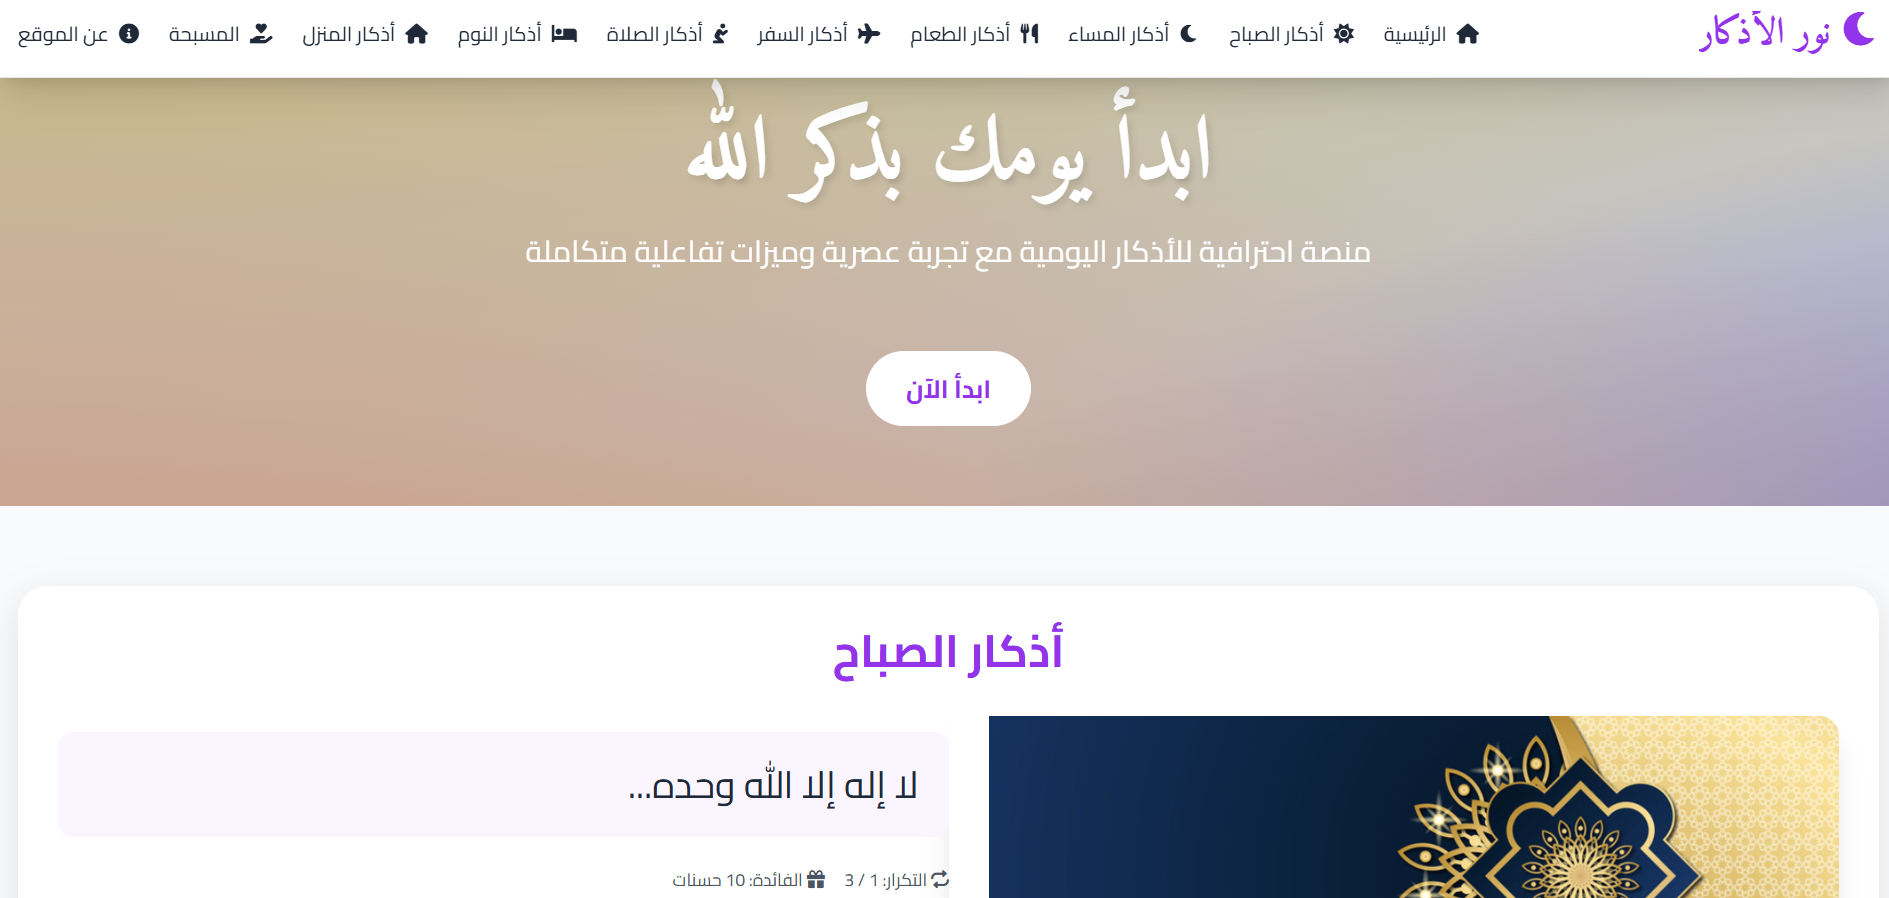 نور الأذكار
الرئيسية أذكار الصباح أذكار المساء أذكار الطعام أذكار السفر أذكار الصلاة أذكار النوم أذكار المنزل المسبحة عن الموقع
ابدأ يومك بذكر الله
منصة احترافية للأذكار اليومية مع تجربة عصرية وميزات تفاعلية متكاملة
ابدأ الآن
أذكار الصباح
لا إله إلا الله وحده...
التكرار: 1 / 3 الفائدة: 10 حسنات